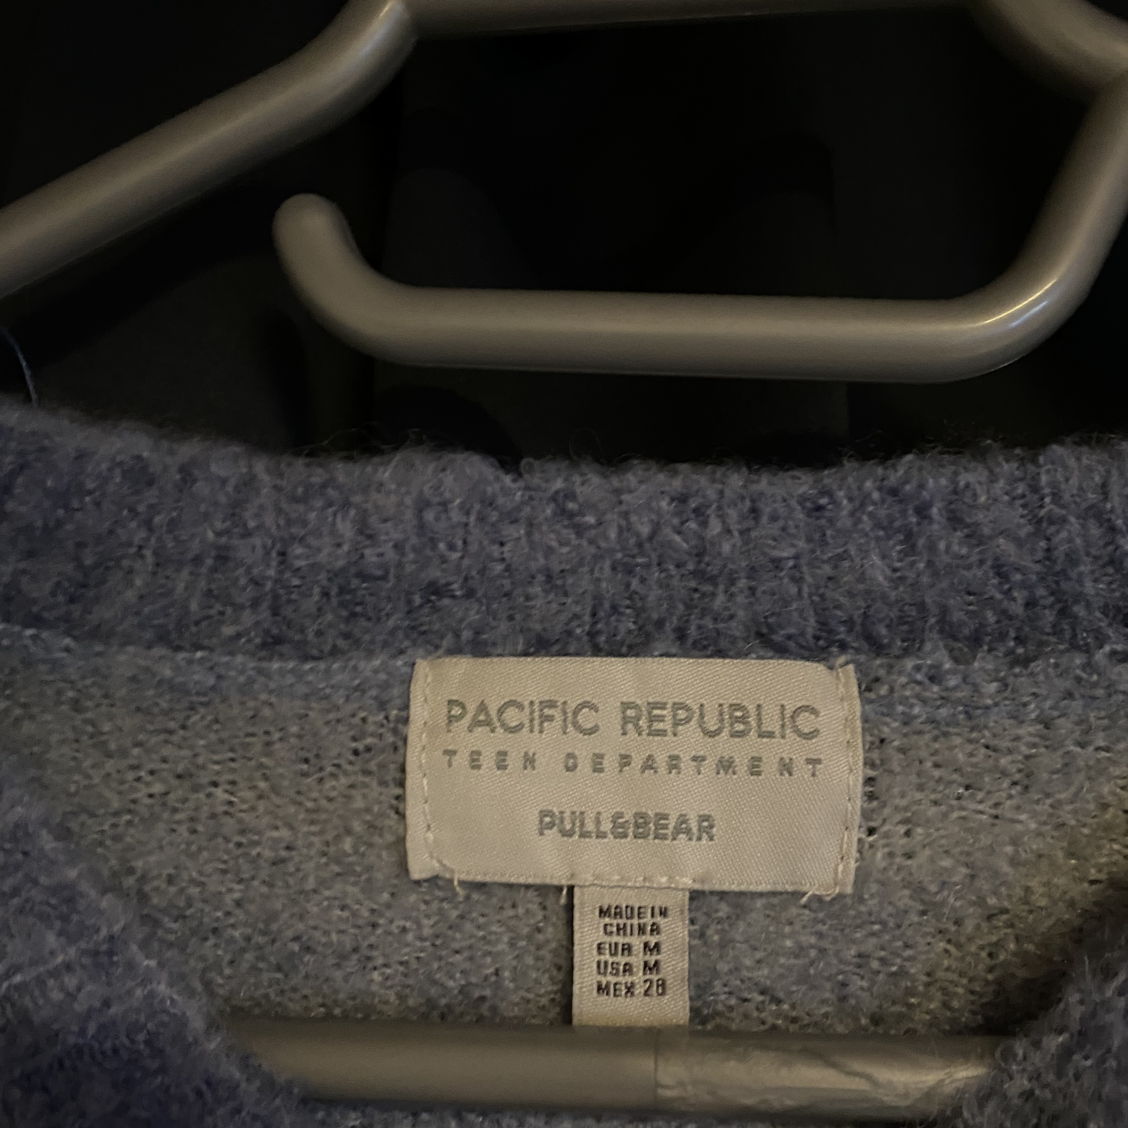 PACIFIC REPUBLIC
TEEN DEPARTMENT
PULL&BEAR
MADE IN
CHINA
EUR M
USA M
MEX 28